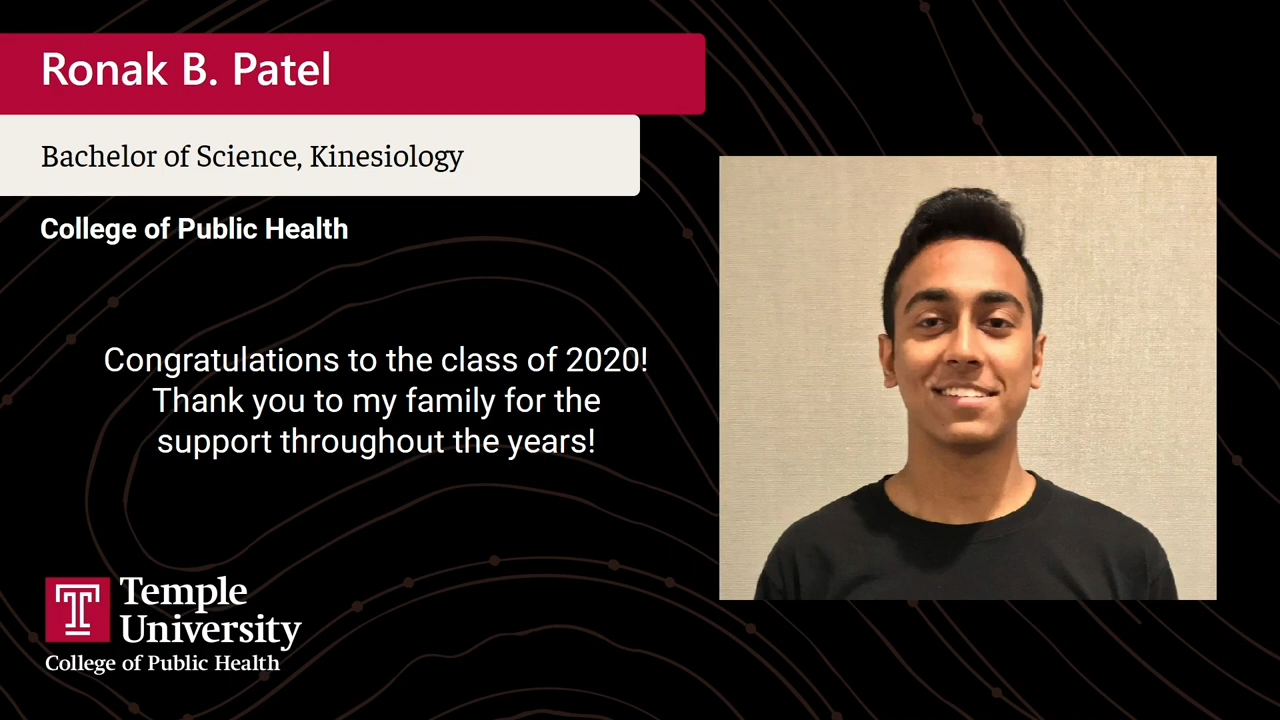 Ronak B. Patel
Bachelor of Science, Kinesiology
College of Public Health
Congratulations to the class of 2020!
Thank you to my family for the
support throughout the years!
T Temple
University
College of Public Health